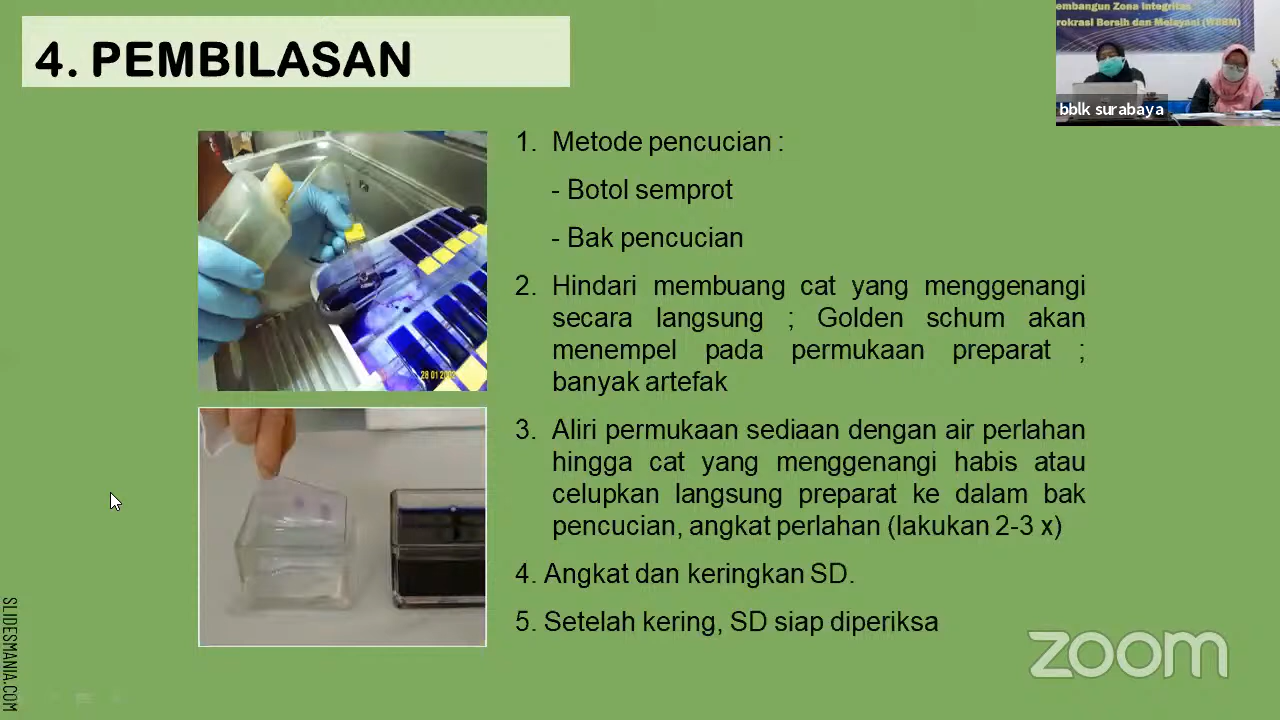 4. PEMBILASAN
embangun Zona Integritas
rokrasi Bersih dan Melayani (WBBM)
bblk surabaya
1. Metode pencucian :
- Botol semprot
- Bak pencucian
2. Hindari membuang cat yang menggenangi
secara langsung ; Golden schum akan
menempel pada permukaan preparat ;
banyak artefak
3. Aliri permukaan sediaan dengan air perlahan
hingga cat yang menggenangi habis atau
celupkan langsung preparat ke dalam bak
pencucian, angkat perlahan (lakukan 2-3 x)
4. Angkat dan keringkan SD.
5. Setelah kering, SD siap diperiksa
zoom
SLIDESMANIA.COM